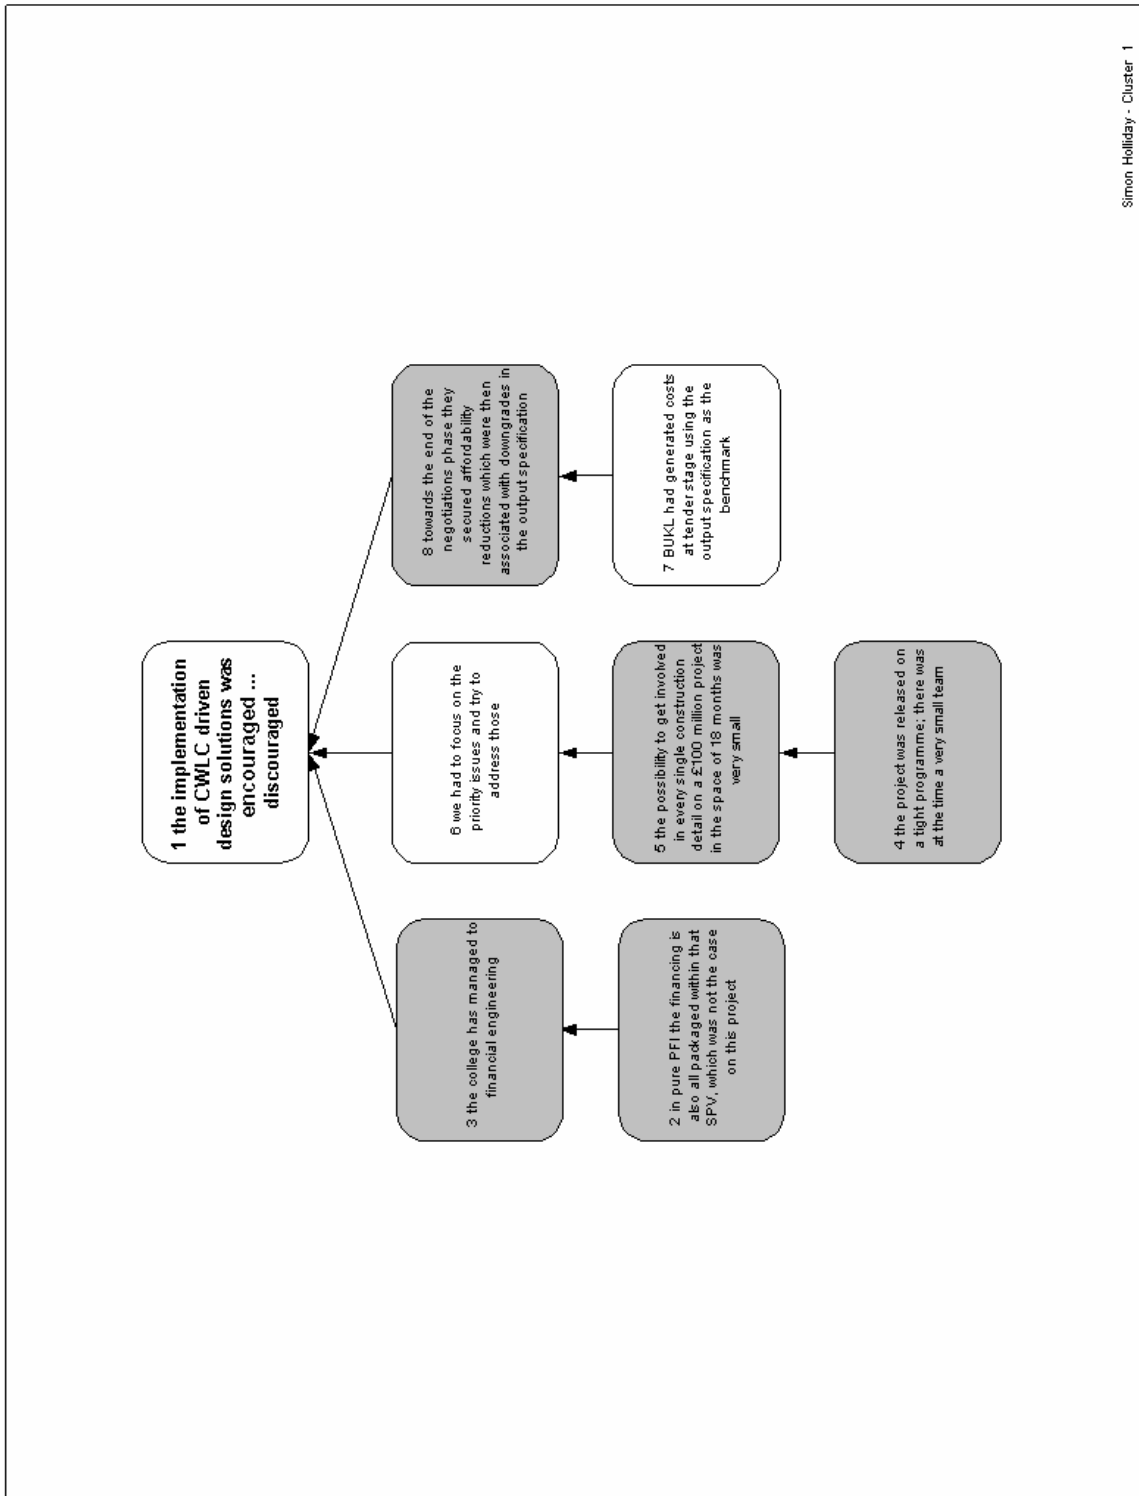 1 the implementation
of CWLC driven
design solutions was
encouraged ...
discouraged
3 the college has managed to
financial engineering
6 we had to focus on the
priority issues and try to
address those
8 towards the end of the
negotiations phase they
secured affordability
reductions which were then
associated with downgrades in
the output specification
2 in pure PFI the financing is
also all packaged within that
SPV, which was not the case
on this project
5 the possibility to get involved
in every single construction
detail on a £100 million project
in the space of 18 months was
very small
7 BUKL had generated costs
at tender stage using the
output specification as the
benchmark
4 the project was released on
a tight programme; there was
at the time a very small team
Simon Holliday - Cluster 1